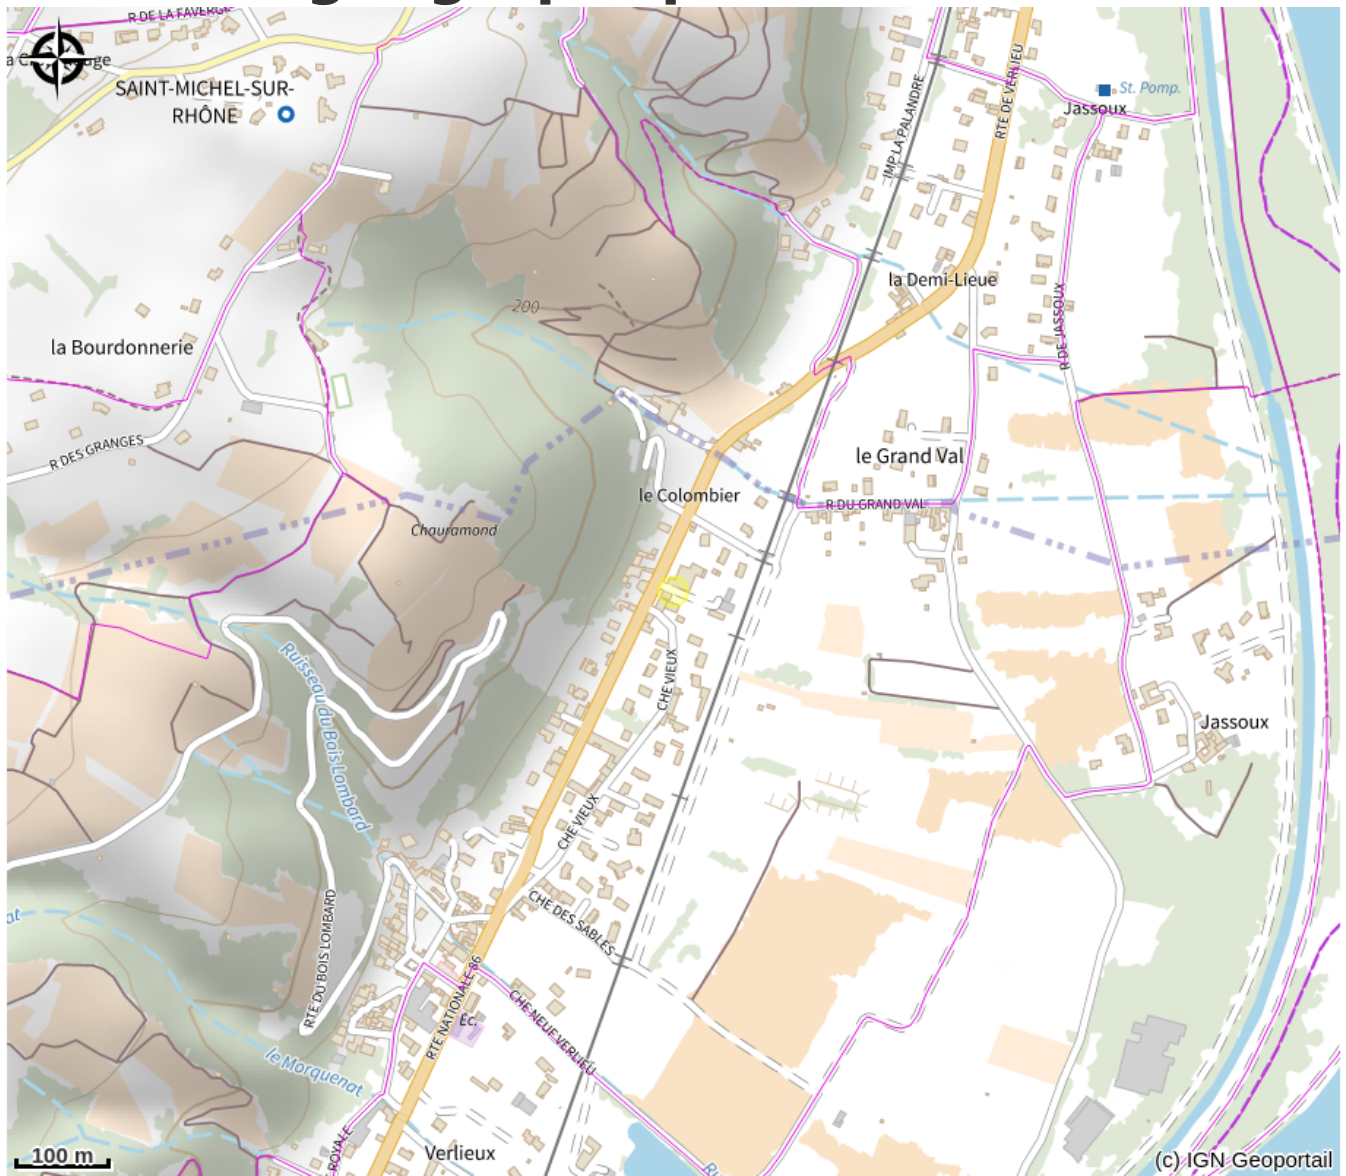 R DE LA FAVERGE
SAINT-MICHEL-SUR-
RHÔNE
IMP LA PALANDRE
RTE DE VERLIEU
St. Pomp.
Jassoux
la Demi-Lieue
200
R DE JASSOUX
la Bourdonnerie
R DES GRANGES
le Grand Val
le Colombier
R DU GRAND VAL
Chauramond
Ruisseau du Bois Lombard
CHE VIEUX
Jassoux
CHE VIEUX
CHE DES SABLES
RTE DU BOIS LOMBARD
RTE NATIONALE 86
Ec.
CHE NEUF VERLIEU
le Morquenat
Verlieux
ROYALE
100 m
(c) IGN Geoportail